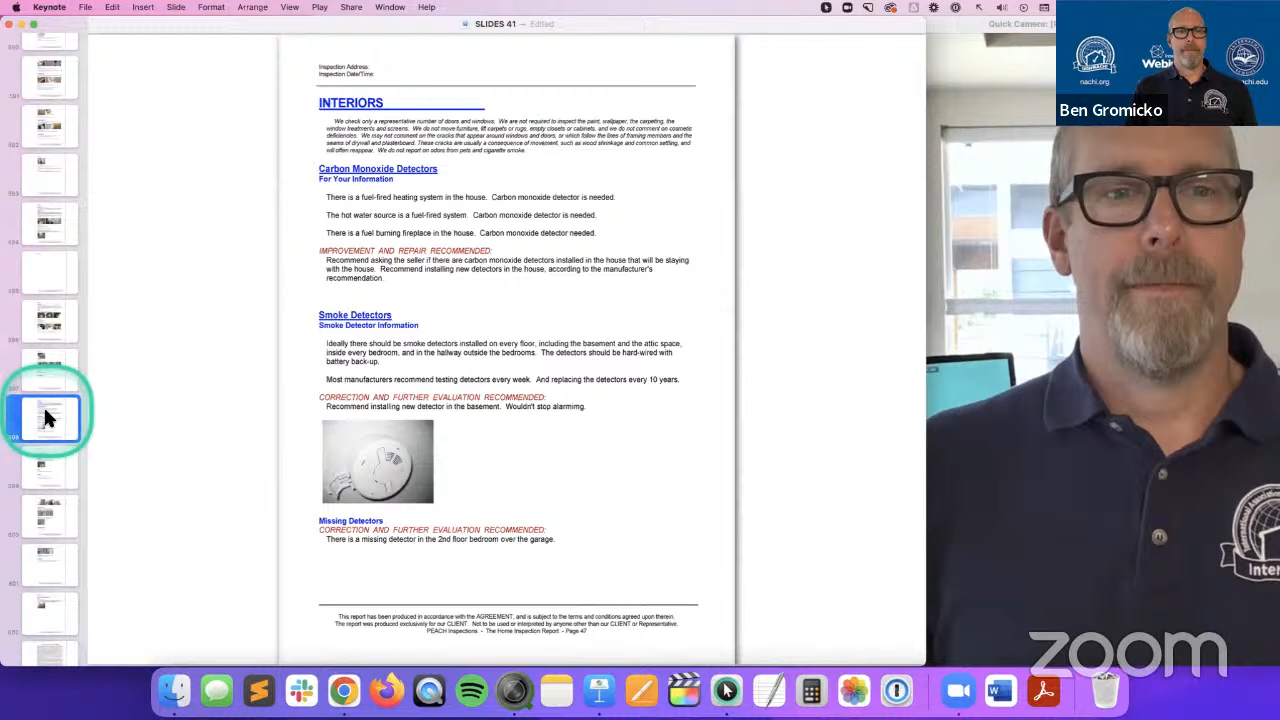 Keynote File Edit Insert Slide Format Arrange View Play Share Window Help
SLIDES 41 — Edited
Quick Camera:
nachi.org
Ben Gromicko
Inspection Address:
Inspection Date/Time:
INTERIORS
We check only a representative number of doors and windows. We are not required to inspect the paint, wallpaper, the carpeting, the
window treatments and screens. We do not move furniture, lift carpets or rugs, empty closets or cabinets, and we do not comment on cosmetic
deficiencies. We may not comment on the cracks that appear around windows and doors, or which follow the lines of framing members and the
seams of drywall and plasterboard. These cracks are usually a consequence of movement, such as wood shrinkage and common settling, and
will often reappear. We do not report on odors from pets and cigarette smoke.
Carbon Monoxide Detectors
For Your Information
There is a fuel-fired heating system in the house. Carbon monoxide detector is needed.
The hot water source is a fuel-fired system. Carbon monoxide detector is needed.
There is a fuel burning fireplace in the house. Carbon monoxide detector needed.
IMPROVEMENT AND REPAIR RECOMMENDED:
Recommend asking the seller if there are carbon monoxide detectors installed in the house that will be staying
with the house. Recommend installing new detectors in the house, according to the manufacturer's
recommendation.
Smoke Detectors
Smoke Detector Information
Ideally there should be smoke detectors installed on every floor, including the basement and the attic space,
inside every bedroom, and in the hallway outside the bedrooms. The detectors should be hard-wired with
battery back-up.
Most manufacturers recommend testing detectors every week. And replacing the detectors every 10 years.
CORRECTION AND FURTHER EVALUATION RECOMMENDED:
Recommend installing new detector in the basement. Wouldn't stop alarmimg.
Missing Detectors
CORRECTION AND FURTHER EVALUATION RECOMMENDED:
There is a missing detector in the 2nd floor bedroom over the garage.
This report has been produced in accordance with the AGREEMENT, and is subject to the terms and conditions agreed upon therein.
The report was produced exclusively for our CLIENT. Not to be used or interpreted by anyone other than our CLIENT or Representative.
PEACH Inspections - The Home Inspection Report - Page 47
zoom